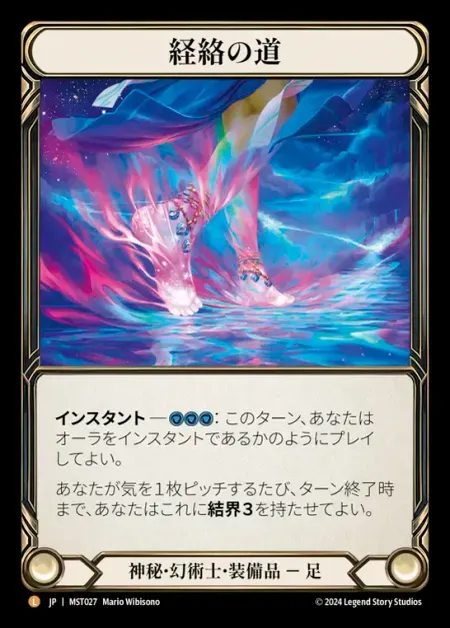 経絡の道
インスタント — : このターン、あなたは
オーラをインスタントであるかのようにプレイ
してよい。
あなたが気を1枚ピッチするたび、ターン終了時
まで、あなたはこれに結界3を持たせてよい。
神秘・幻術士・装備品 — 足
L JP | MST027 Mario Wibisono
© 2024 Legend Story Studios